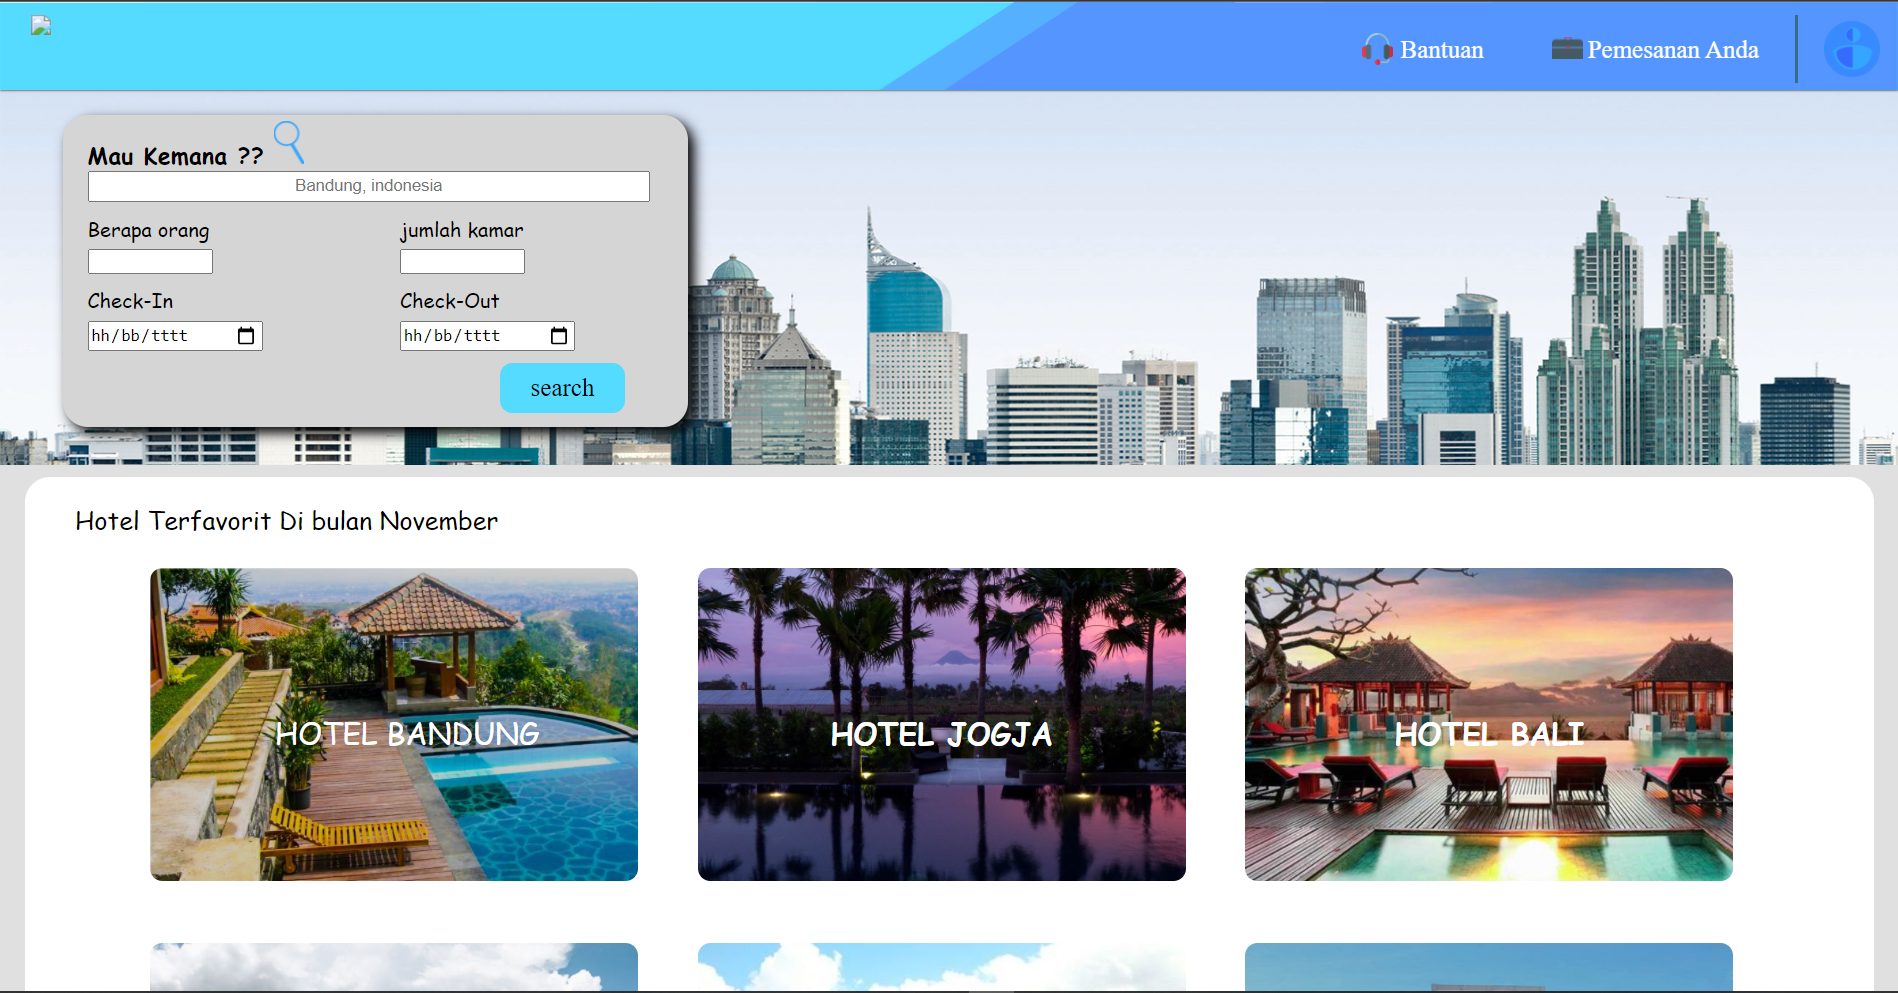 Bantuan
Pemesanan Anda
Mau Kemana ??
Bandung, indonesia
Berapa orang
jumlah kamar
Check-In
Check-Out
hh/bb/tttt
hh/bb/tttt
search
Hotel Terfavorit Di bulan November
HOTEL BANDUNG
HOTEL JOGJA
HOTEL BALI